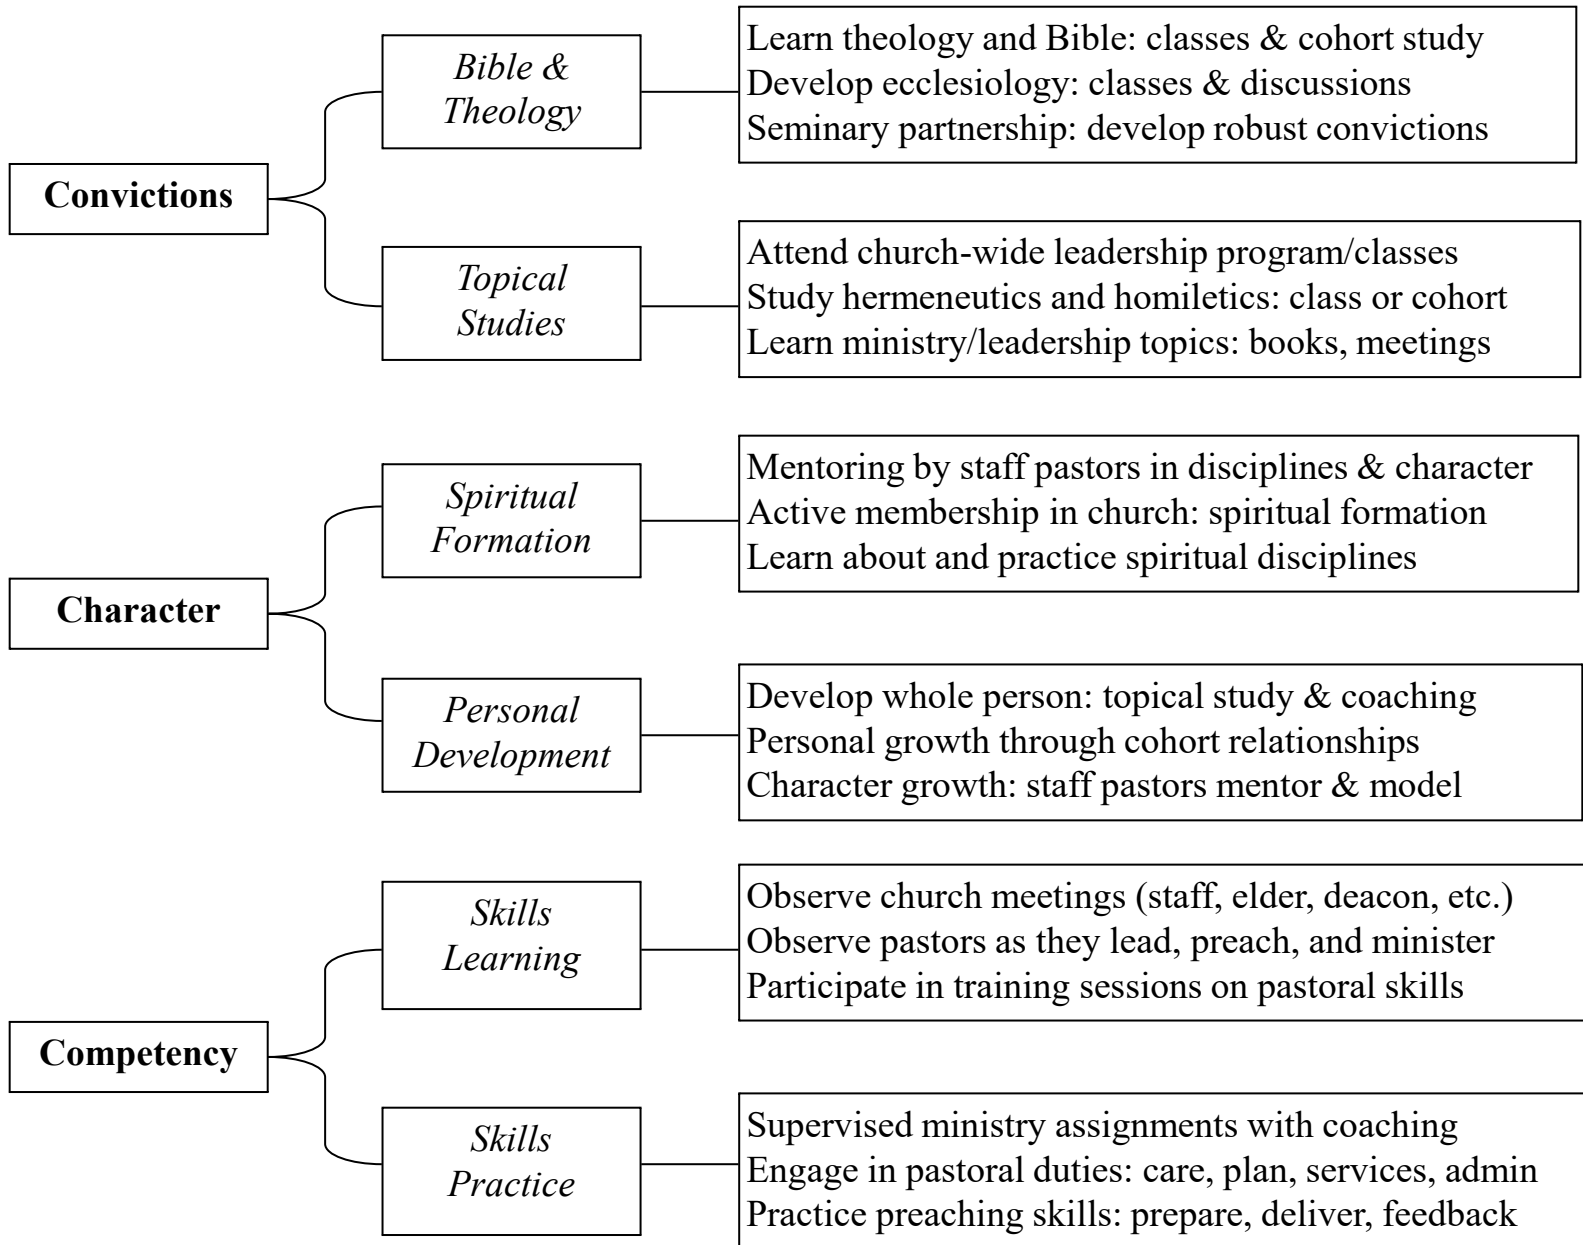 Convictions
Bible &
Theology
Learn theology and Bible: classes & cohort study
Develop ecclesiology: classes & discussions
Seminary partnership: develop robust convictions
Topical
Studies
Attend church-wide leadership program/classes
Study hermeneutics and homiletics: class or cohort
Learn ministry/leadership topics: books, meetings
Character
Spiritual
Formation
Mentoring by staff pastors in disciplines & character
Active membership in church: spiritual formation
Learn about and practice spiritual disciplines
Personal
Development
Develop whole person: topical study & coaching
Personal growth through cohort relationships
Character growth: staff pastors mentor & model
Competency
Skills
Learning
Observe church meetings (staff, elder, deacon, etc.)
Observe pastors as they lead, preach, and minister
Participate in training sessions on pastoral skills
Skills
Practice
Supervised ministry assignments with coaching
Engage in pastoral duties: care, plan, services, admin
Practice preaching skills: prepare, deliver, feedback